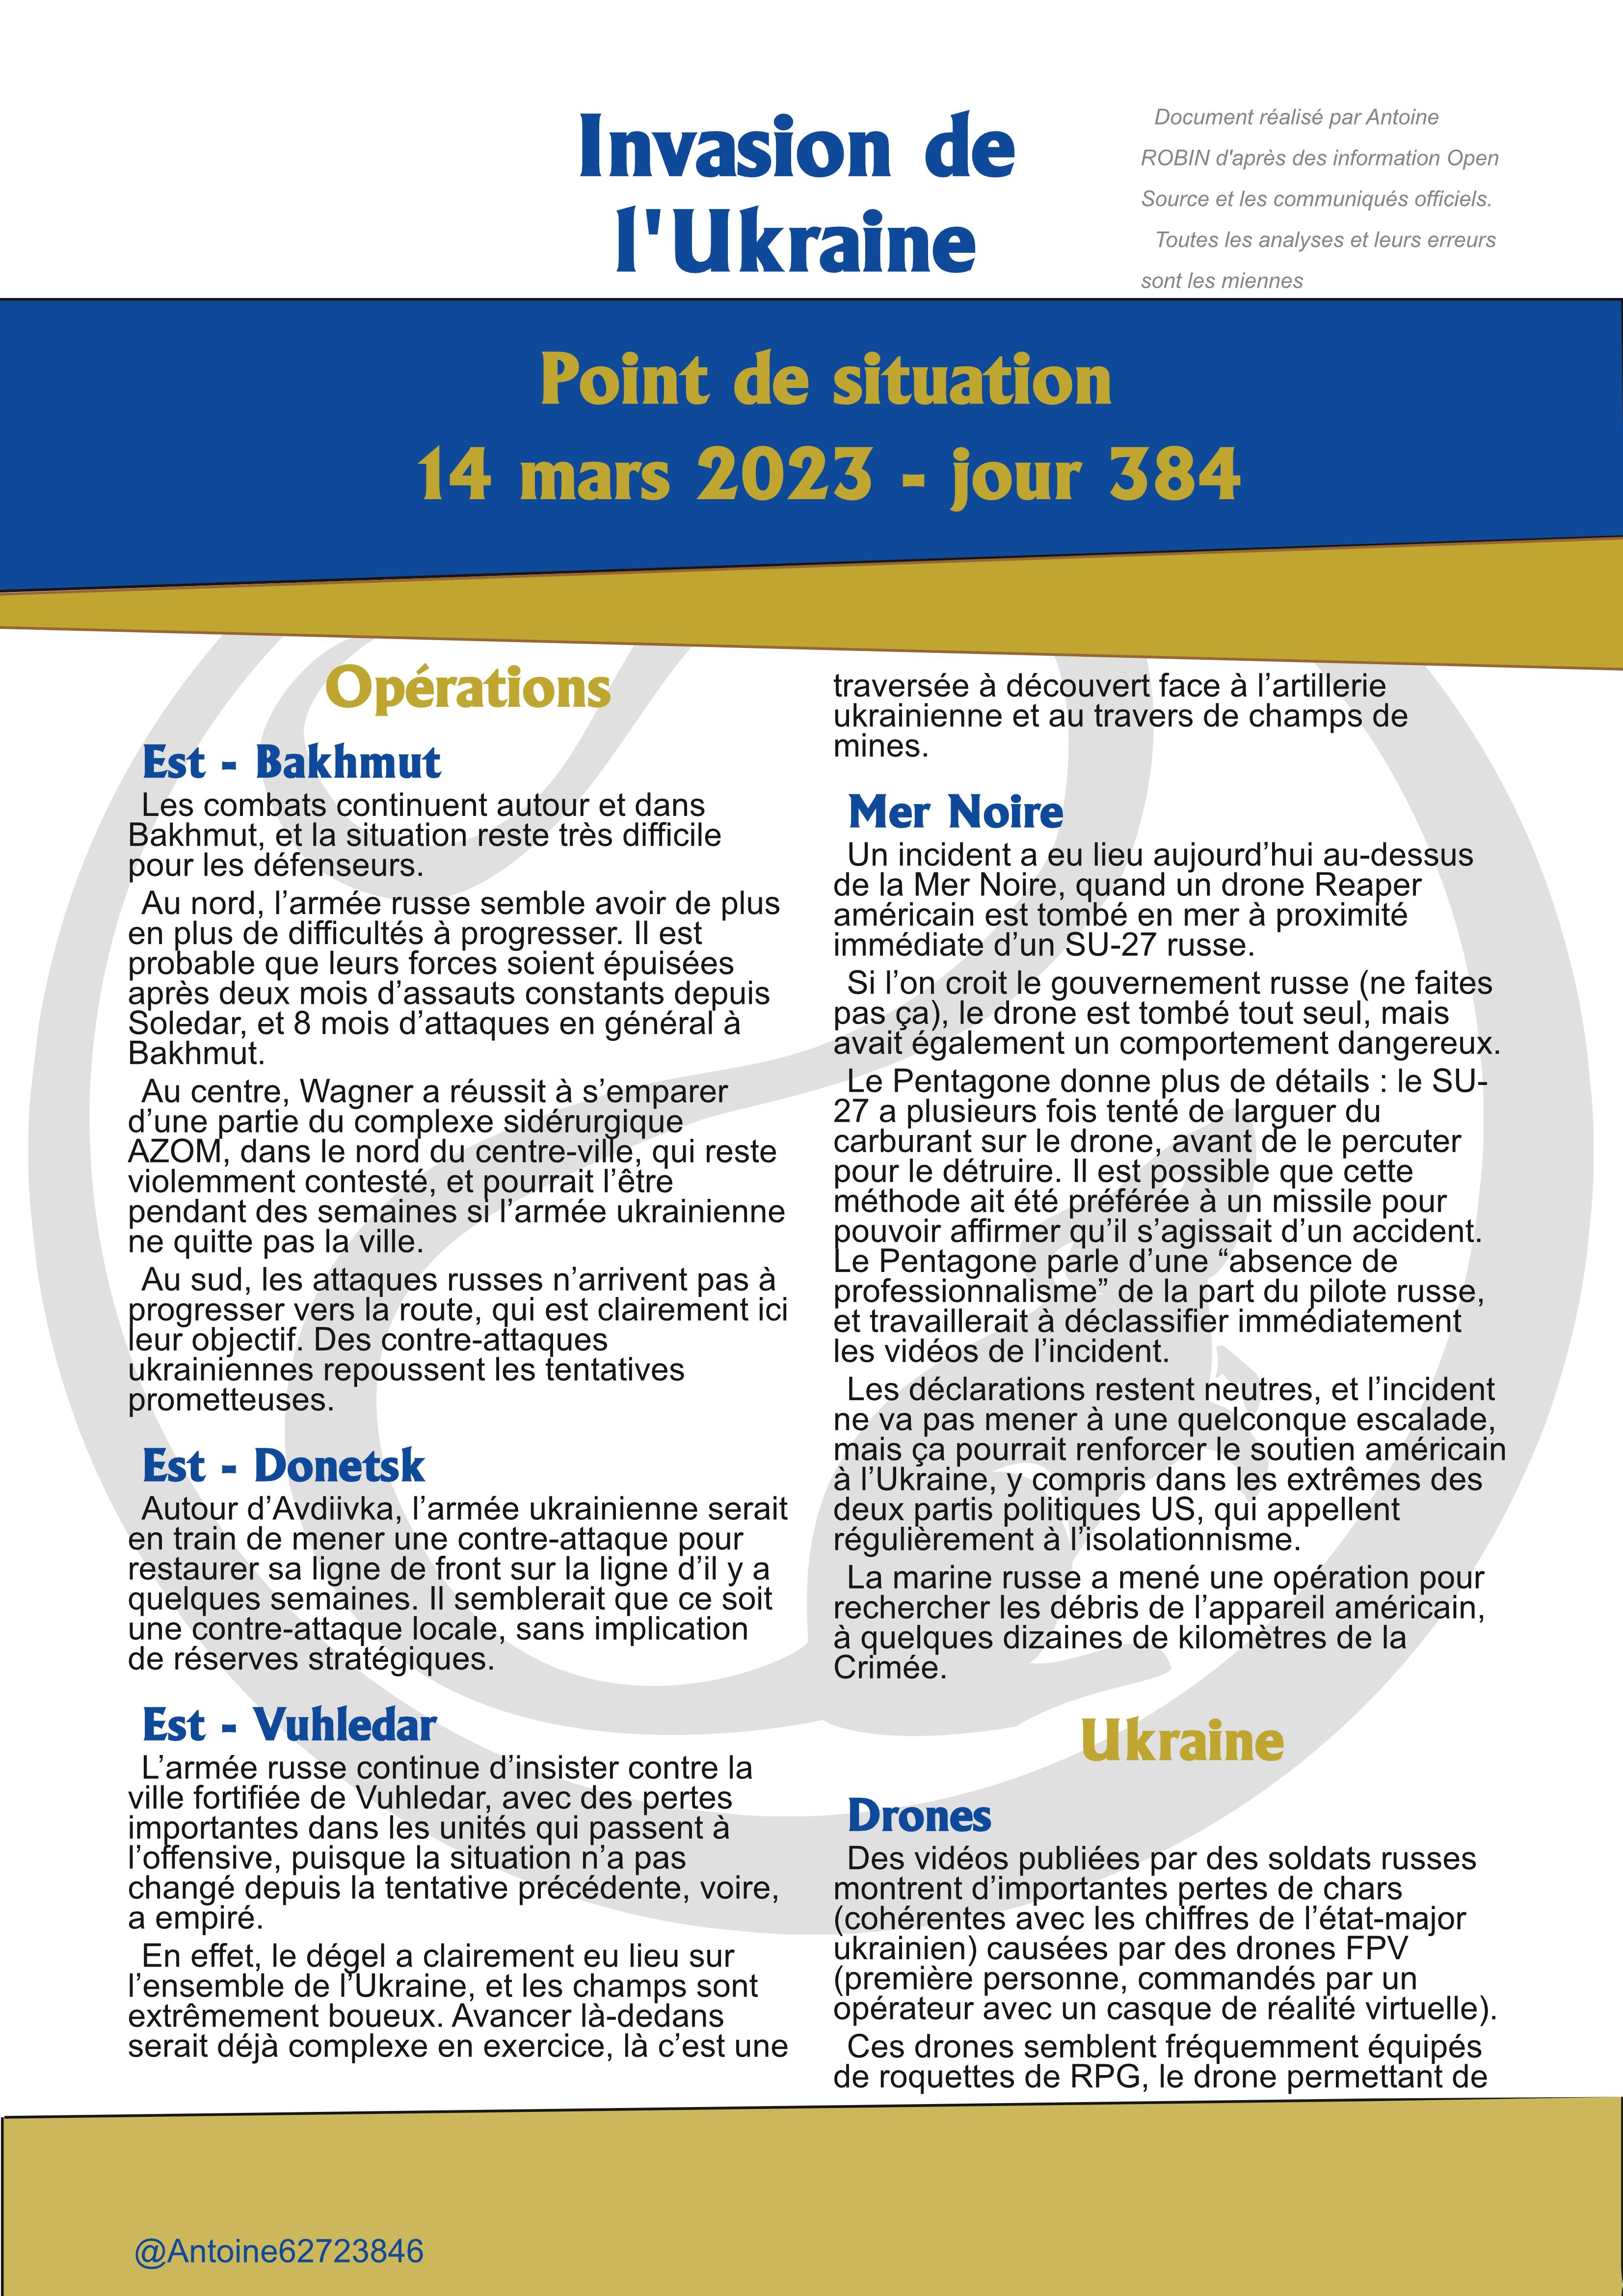 Invasion de
l'Ukraine
Document réalisé par Antoine
ROBIN d'après des information Open
Source et les communiqués officiels.
Toutes les analyses et leurs erreurs
sont les miennes
Point de situation
14 mars 2023 - jour 384
Opérations
Est - Bakhmut
Les combats continuent autour et dans
Bakhmut, et la situation reste très difficile
pour les défenseurs.
Au nord, l’armée russe semble avoir de plus
en plus de difficultés à progresser. Il est
probable que leurs forces soient épuisées
après deux mois d’assauts constants depuis
Soledar, et 8 mois d’attaques en général à
Bakhmut.
Au centre, Wagner a réussit à s’emparer
d’une partie du complexe sidérurgique
AZOM, dans le nord du centre-ville, qui reste
violemment contesté, et pourrait l’être
pendant des semaines si l’armée ukrainienne
ne quitte pas la ville.
Au sud, les attaques russes n’arrivent pas à
progresser vers la route, qui est clairement ici
leur objectif. Des contre-attaques
ukrainiennes repoussent les tentatives
prometteuses.
Est - Donetsk
Autour d’Avdiivka, l’armée ukrainienne serait
en train de mener une contre-attaque pour
restaurer sa ligne de front sur la ligne d’il y a
quelques semaines. Il semblerait que ce soit
une contre-attaque locale, sans implication
de réserves stratégiques.
Est - Vuhledar
L’armée russe continue d’insister contre la
ville fortifiée de Vuhledar, avec des pertes
importantes dans les unités qui passent à
l’offensive, puisque la situation n’a pas
changé depuis la tentative précédente, voire,
a empiré.
En effet, le dégel a clairement eu lieu sur
l’ensemble de l’Ukraine, et les champs sont
extrêmement boueux. Avancer là-dedans
serait déjà complexe en exercice, là c’est une
traversée à découvert face à l’artillerie
ukrainienne et au travers de champs de
mines.
Mer Noire
Un incident a eu lieu aujourd’hui au-dessus
de la Mer Noire, quand un drone Reaper
américain est tombé en mer à proximité
immédiate d’un SU-27 russe.
Si l’on croit le gouvernement russe (ne faites
pas ça), le drone est tombé tout seul, mais
avait également un comportement dangereux.
Le Pentagone donne plus de détails : le SU-
27 a plusieurs fois tenté de larguer du
carburant sur le drone, avant de le percuter
pour le détruire. Il est possible que cette
méthode ait été préférée à un missile pour
pouvoir affirmer qu’il s’agissait d’un accident.
Le Pentagone parle d’une “absence de
professionnalisme” de la part du pilote russe,
et travaillerait à déclassifier immédiatement
les vidéos de l’incident.
Les déclarations restent neutres, et l’incident
ne va pas mener à une quelconque escalade,
mais ça pourrait renforcer le soutien américain
à l’Ukraine, y compris dans les extrêmes des
deux partis politiques US, qui appellent
régulièrement à l’isolationnisme.
La marine russe a mené une opération pour
rechercher les débris de l’appareil américain,
à quelques dizaines de kilomètres de la
Crimée.
Ukraine
Drones
Des vidéos publiées par des soldats russes
montrent d’importantes pertes de chars
(cohérentes avec les chiffres de l’état-major
ukrainien) causées par des drones FPV
(première personne, commandés par un
opérateur avec un casque de réalité virtuelle).
Ces drones semblent fréquemment équipés
de roquettes de RPG, le drone permettant de
@Antoine62723846